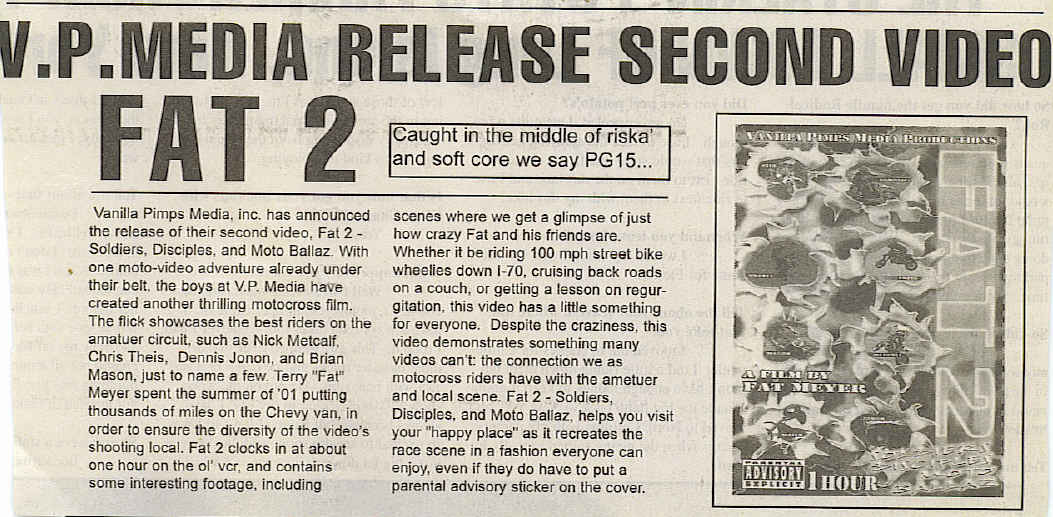 V.P.MEDIA RELEASE SECOND VIDEO
FAT 2
Caught in the middle of riska'
and soft core we say PG15...
Vanilla Pimps Media, inc. has announced
the release of their second video, Fat 2 -
Soldiers, Disciples, and Moto Ballaz. With
one moto-video adventure already under
their belt, the boys at V.P. Media have
created another thrilling motocross film.
The flick showcases the best riders on the
amatuer circuit, such as Nick Metcalf,
Chris Theis, Dennis Jonon, and Brian
Mason, just to name a few. Terry "Fat"
Meyer spent the summer of '01 putting
thousands of miles on the Chevy van, in
order to ensure the diversity of the video's
shooting local. Fat 2 clocks in at about
one hour on the ol' vcr, and contains
some interesting footage, including
scenes where we get a glimpse of just
how crazy Fat and his friends are.
Whether it be riding 100 mph street bike
wheelies down I-70, cruising back roads
on a couch, or getting a lesson on regur-
gitation, this video has a little something
for everyone. Despite the craziness, this
video demonstrates something many
videos can't: the connection we as
motocross riders have with the ametuer
and local scene. Fat 2 - Soldiers,
Disciples, and Moto Ballaz, helps you visit
your "happy place" as it recreates the
race scene in a fashion everyone can
enjoy, even if they do have to put a
parental advisory sticker on the cover.
VANILLA PIMPS MEDIA PRODUCTIONS
FAT 2
A FILM BY
FAT MEYER
PARENTAL
ADVISORY
EXPLICIT
1 HOUR